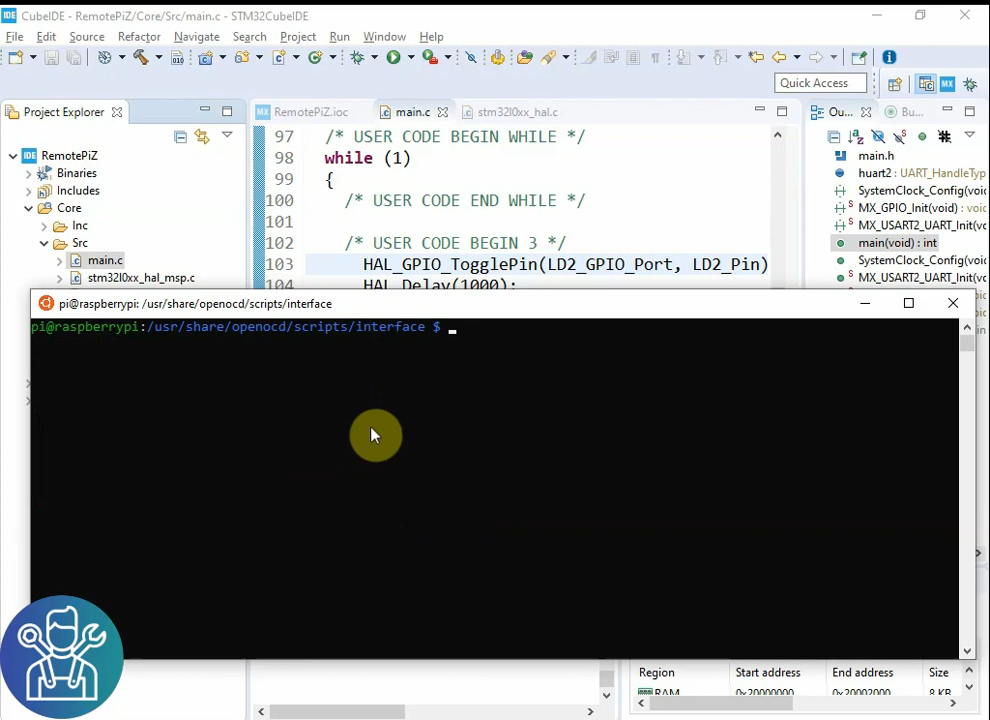 IDE CubeIDE - RemotePiZ/Core/Src/main.c - STM32CubeIDE
File Edit Source Refactor Navigate Search Project Run Window Help
Quick Access
Project Explorer
RemotePiZ.ioc main.c stm32l0xx_hal.c
Ou... Bu...
IDE RemotePiZ
Binaries
Includes
Core
Inc
Src
main.c
stm32l0xx_hal_msp.c
97 /* USER CODE BEGIN WHILE */
98 while (1)
99 {
100 /* USER CODE END WHILE */
101
102 /* USER CODE BEGIN 3 */
103 HAL_GPIO_TogglePin(LD2_GPIO_Port, LD2_Pin)
104 HAL_Delay(1000);
main.h
huart2 : UART_HandleTyp
SystemClock_Config(voi
MX_GPIO_Init(void) : vo
MX_USART2_UART_Init(
main(void) : int
SystemClock_Config(voi
MX_USART2_UART_Init(
pi@raspberrypi: /usr/share/openocd/scripts/interface
pi@raspberrypi:/usr/share/openocd/scripts/interface $ _
Region Start address End address Size
RAM 0x20000000 0x20002000 8 KB